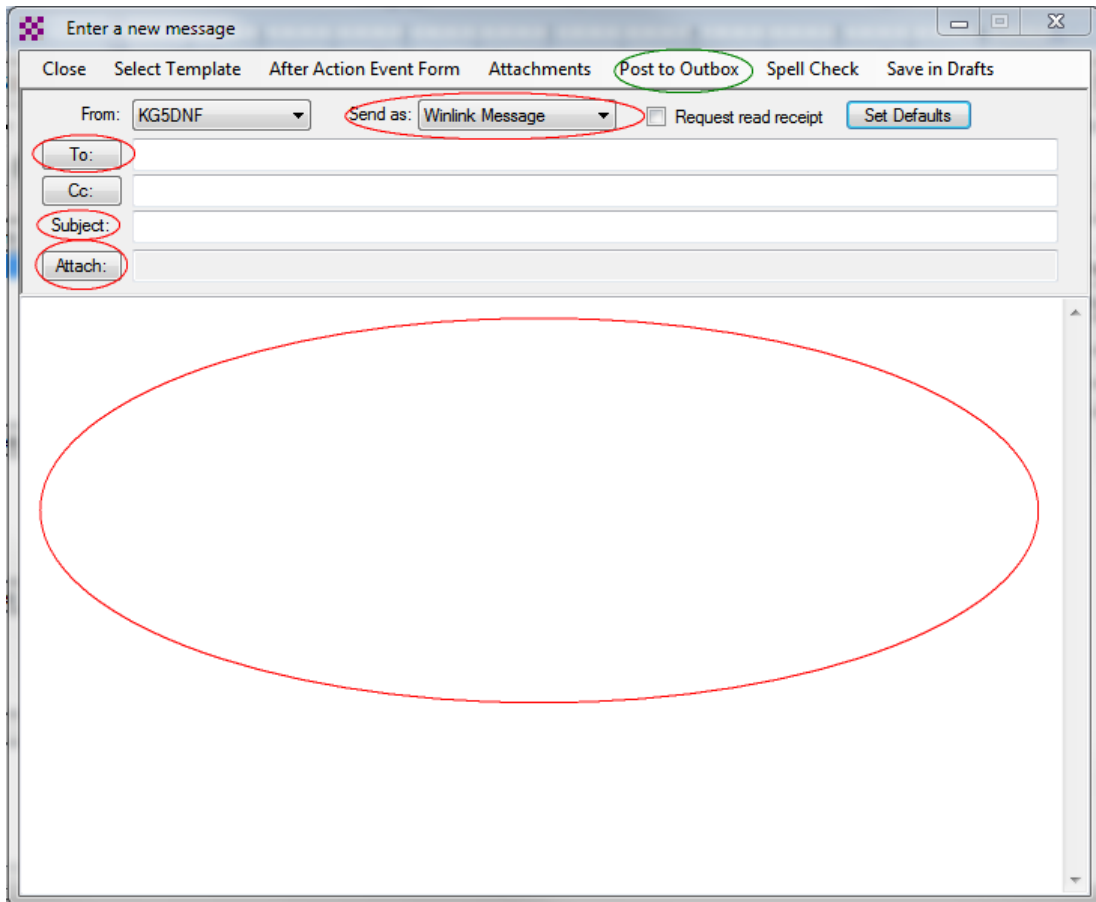 Enter a new message
Close Select Template After Action Event Form Attachments Post to Outbox Spell Check Save in Drafts
From: KG5DNF Send as: Winlink Message Request read receipt Set Defaults
To:
Cc:
Subject:
Attach: